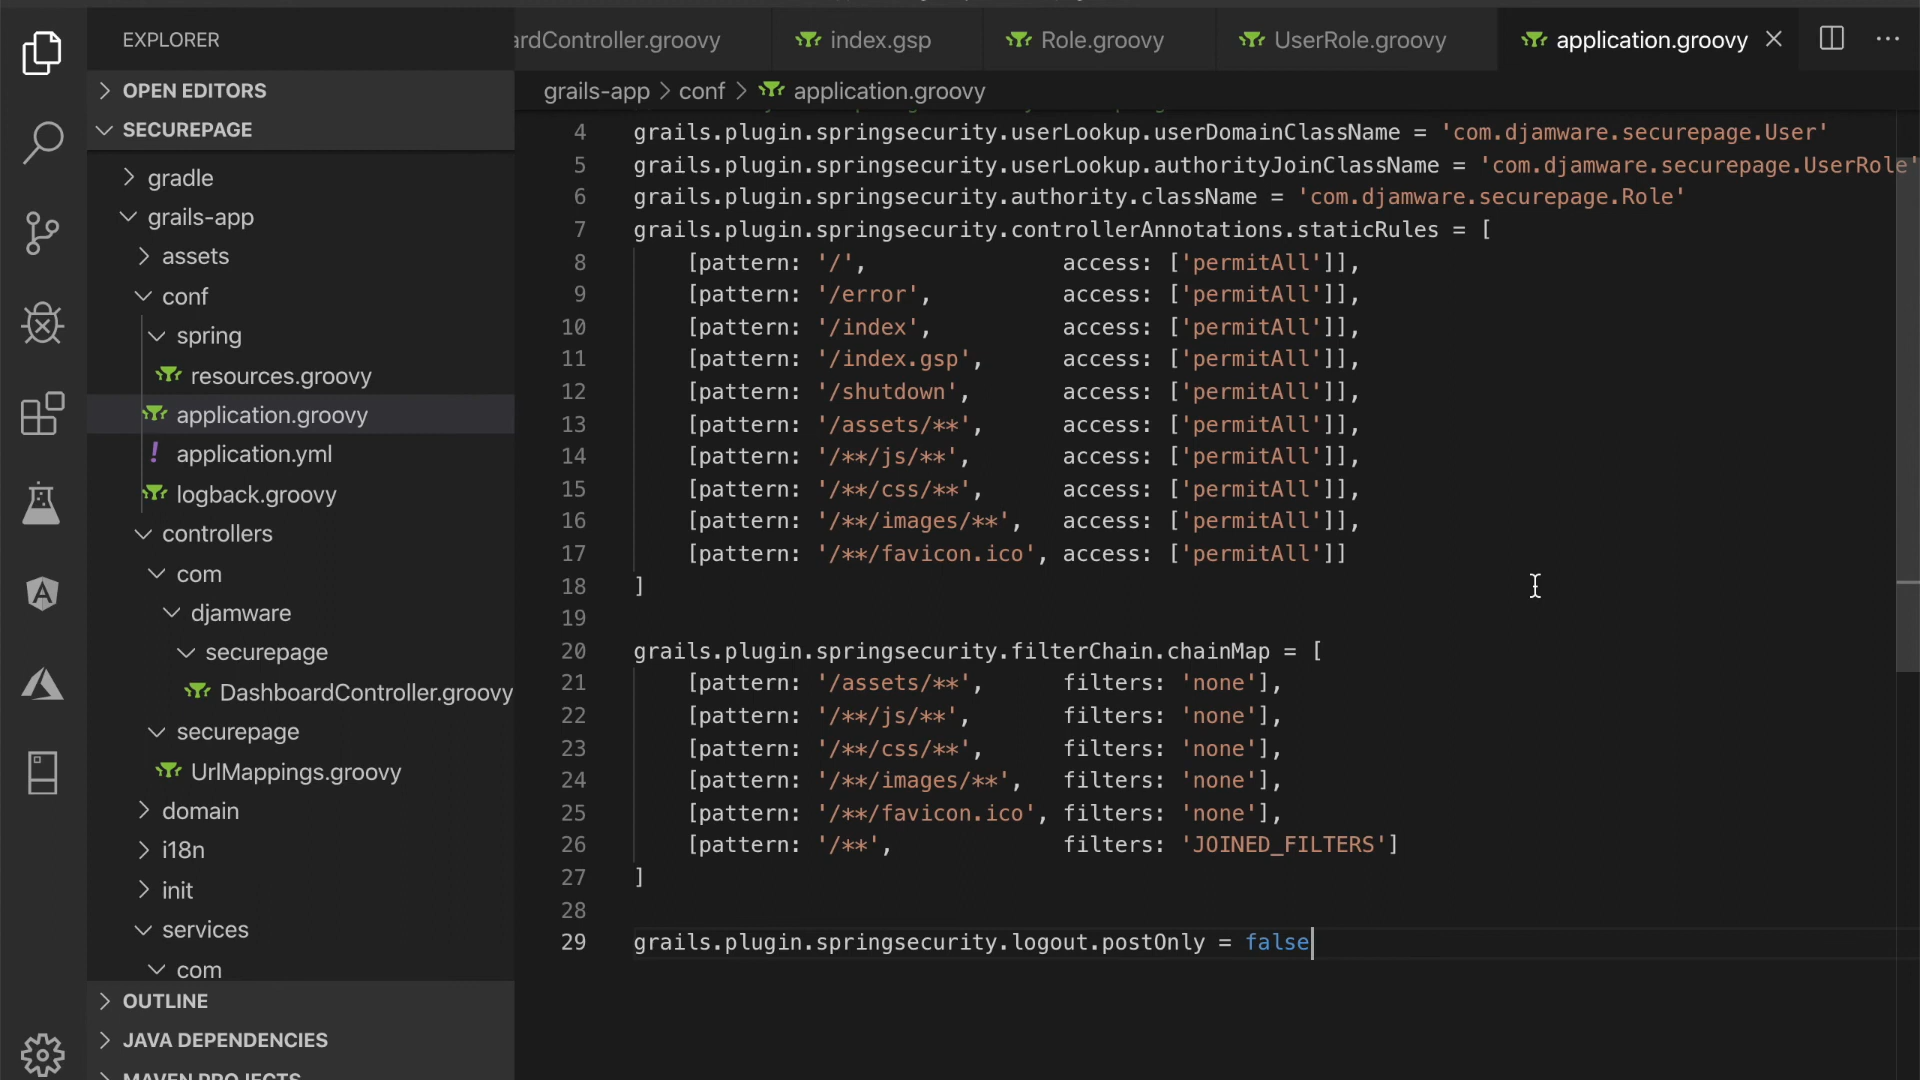 EXPLORER
OPEN EDITORS
SECUREPAGE
gradle
grails-app
assets
conf
spring
resources.groovy
application.groovy
! application.yml
logback.groovy
controllers
com
djamware
securepage
DashboardController.groovy
securepage
UrlMappings.groovy
domain
i18n
init
services
com
OUTLINE
JAVA DEPENDENCIES
MAVEN PROJECTS
ardController.groovy
index.gsp
Role.groovy
UserRole.groovy
application.groovy
grails-app > conf > application.groovy
4 grails.plugin.springsecurity.userLookup.userDomainClassName = 'com.djamware.securepage.User'
5 grails.plugin.springsecurity.userLookup.authorityJoinClassName = 'com.djamware.securepage.UserRole'
6 grails.plugin.springsecurity.authority.className = 'com.djamware.securepage.Role'
7 grails.plugin.springsecurity.controllerAnnotations.staticRules = [
8 [pattern: '/', access: ['permitAll']],
9 [pattern: '/error', access: ['permitAll']],
10 [pattern: '/index', access: ['permitAll']],
11 [pattern: '/index.gsp', access: ['permitAll']],
12 [pattern: '/shutdown', access: ['permitAll']],
13 [pattern: '/assets/**', access: ['permitAll']],
14 [pattern: '/**/js/**', access: ['permitAll']],
15 [pattern: '/**/css/**', access: ['permitAll']],
16 [pattern: '/**/images/**', access: ['permitAll']],
17 [pattern: '/**/favicon.ico', access: ['permitAll']]
18 ]
19
20 grails.plugin.springsecurity.filterChain.chainMap = [
21 [pattern: '/assets/**', filters: 'none'],
22 [pattern: '/**/js/**', filters: 'none'],
23 [pattern: '/**/css/**', filters: 'none'],
24 [pattern: '/**/images/**', filters: 'none'],
25 [pattern: '/**/favicon.ico', filters: 'none'],
26 [pattern: '/**', filters: 'JOINED_FILTERS']
27 ]
28
29 grails.plugin.springsecurity.logout.postOnly = false